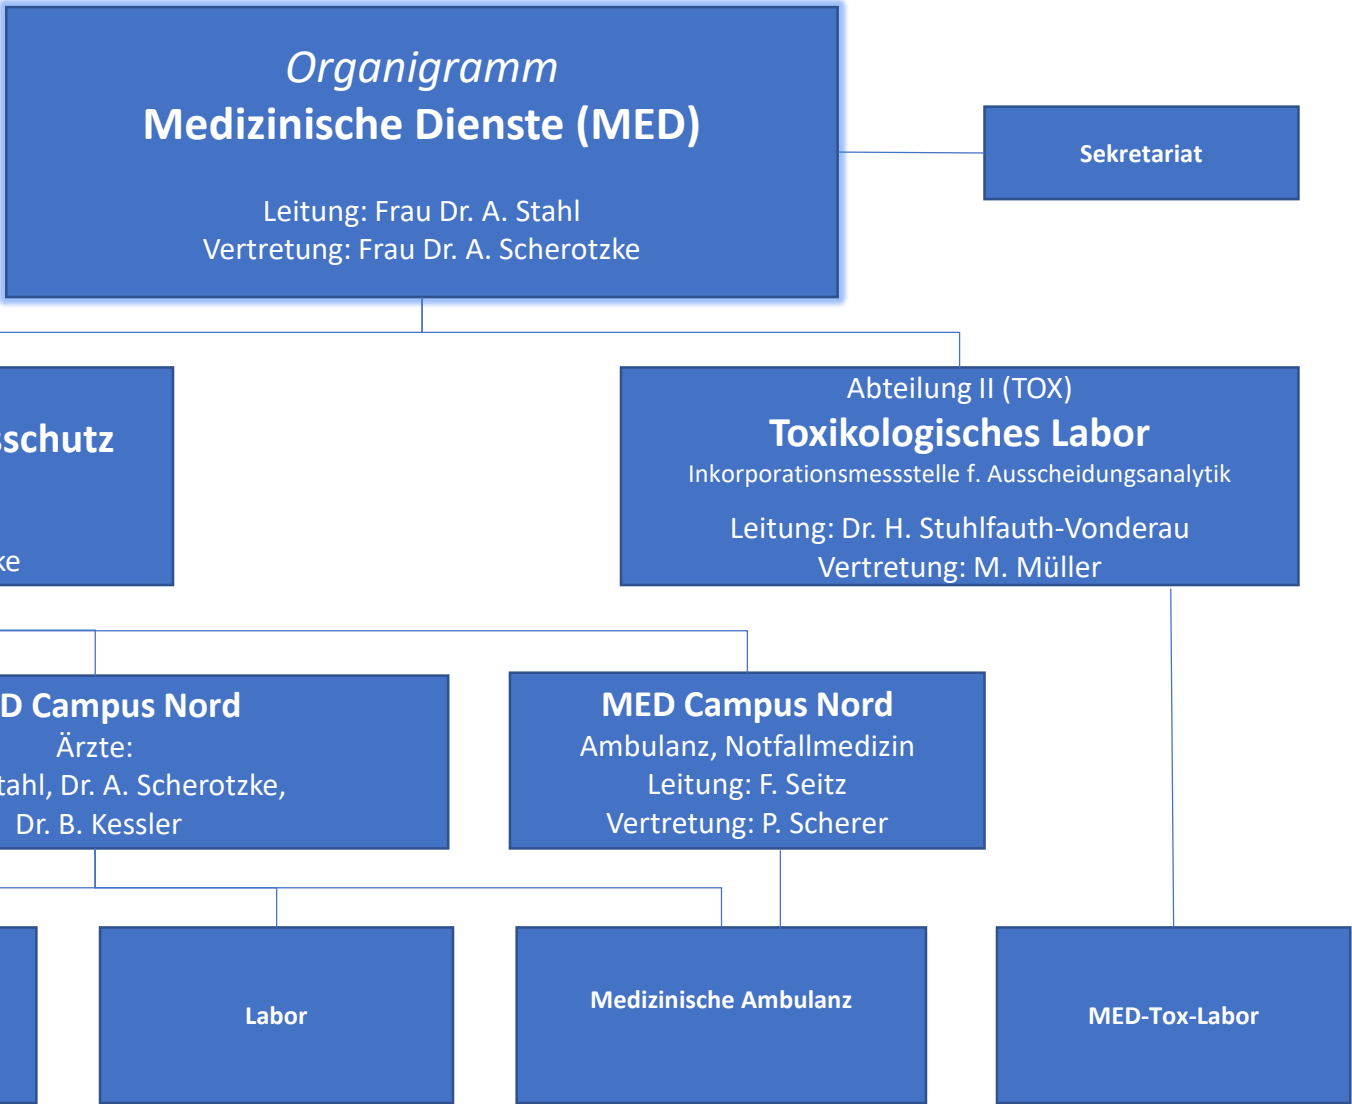 Organigramm
Medizinische Dienste (MED)
Leitung: Frau Dr. A. Stahl
Vertretung: Frau Dr. A. Scherotzke
Sekretariat
Abteilung II (TOX)
Toxikologisches Labor
Inkorporationsmessstelle f. Ausscheidungsanalytik
Leitung: Dr. H. Stuhlfauth-Vonderau
Vertretung: M. Müller
D Campus Nord
Ärzte:
tahl, Dr. A. Scherotzke,
Dr. B. Kessler
MED Campus Nord
Ambulanz, Notfallmedizin
Leitung: F. Seitz
Vertretung: P. Scherer
Labor
Medizinische Ambulanz
MED-Tox-Labor